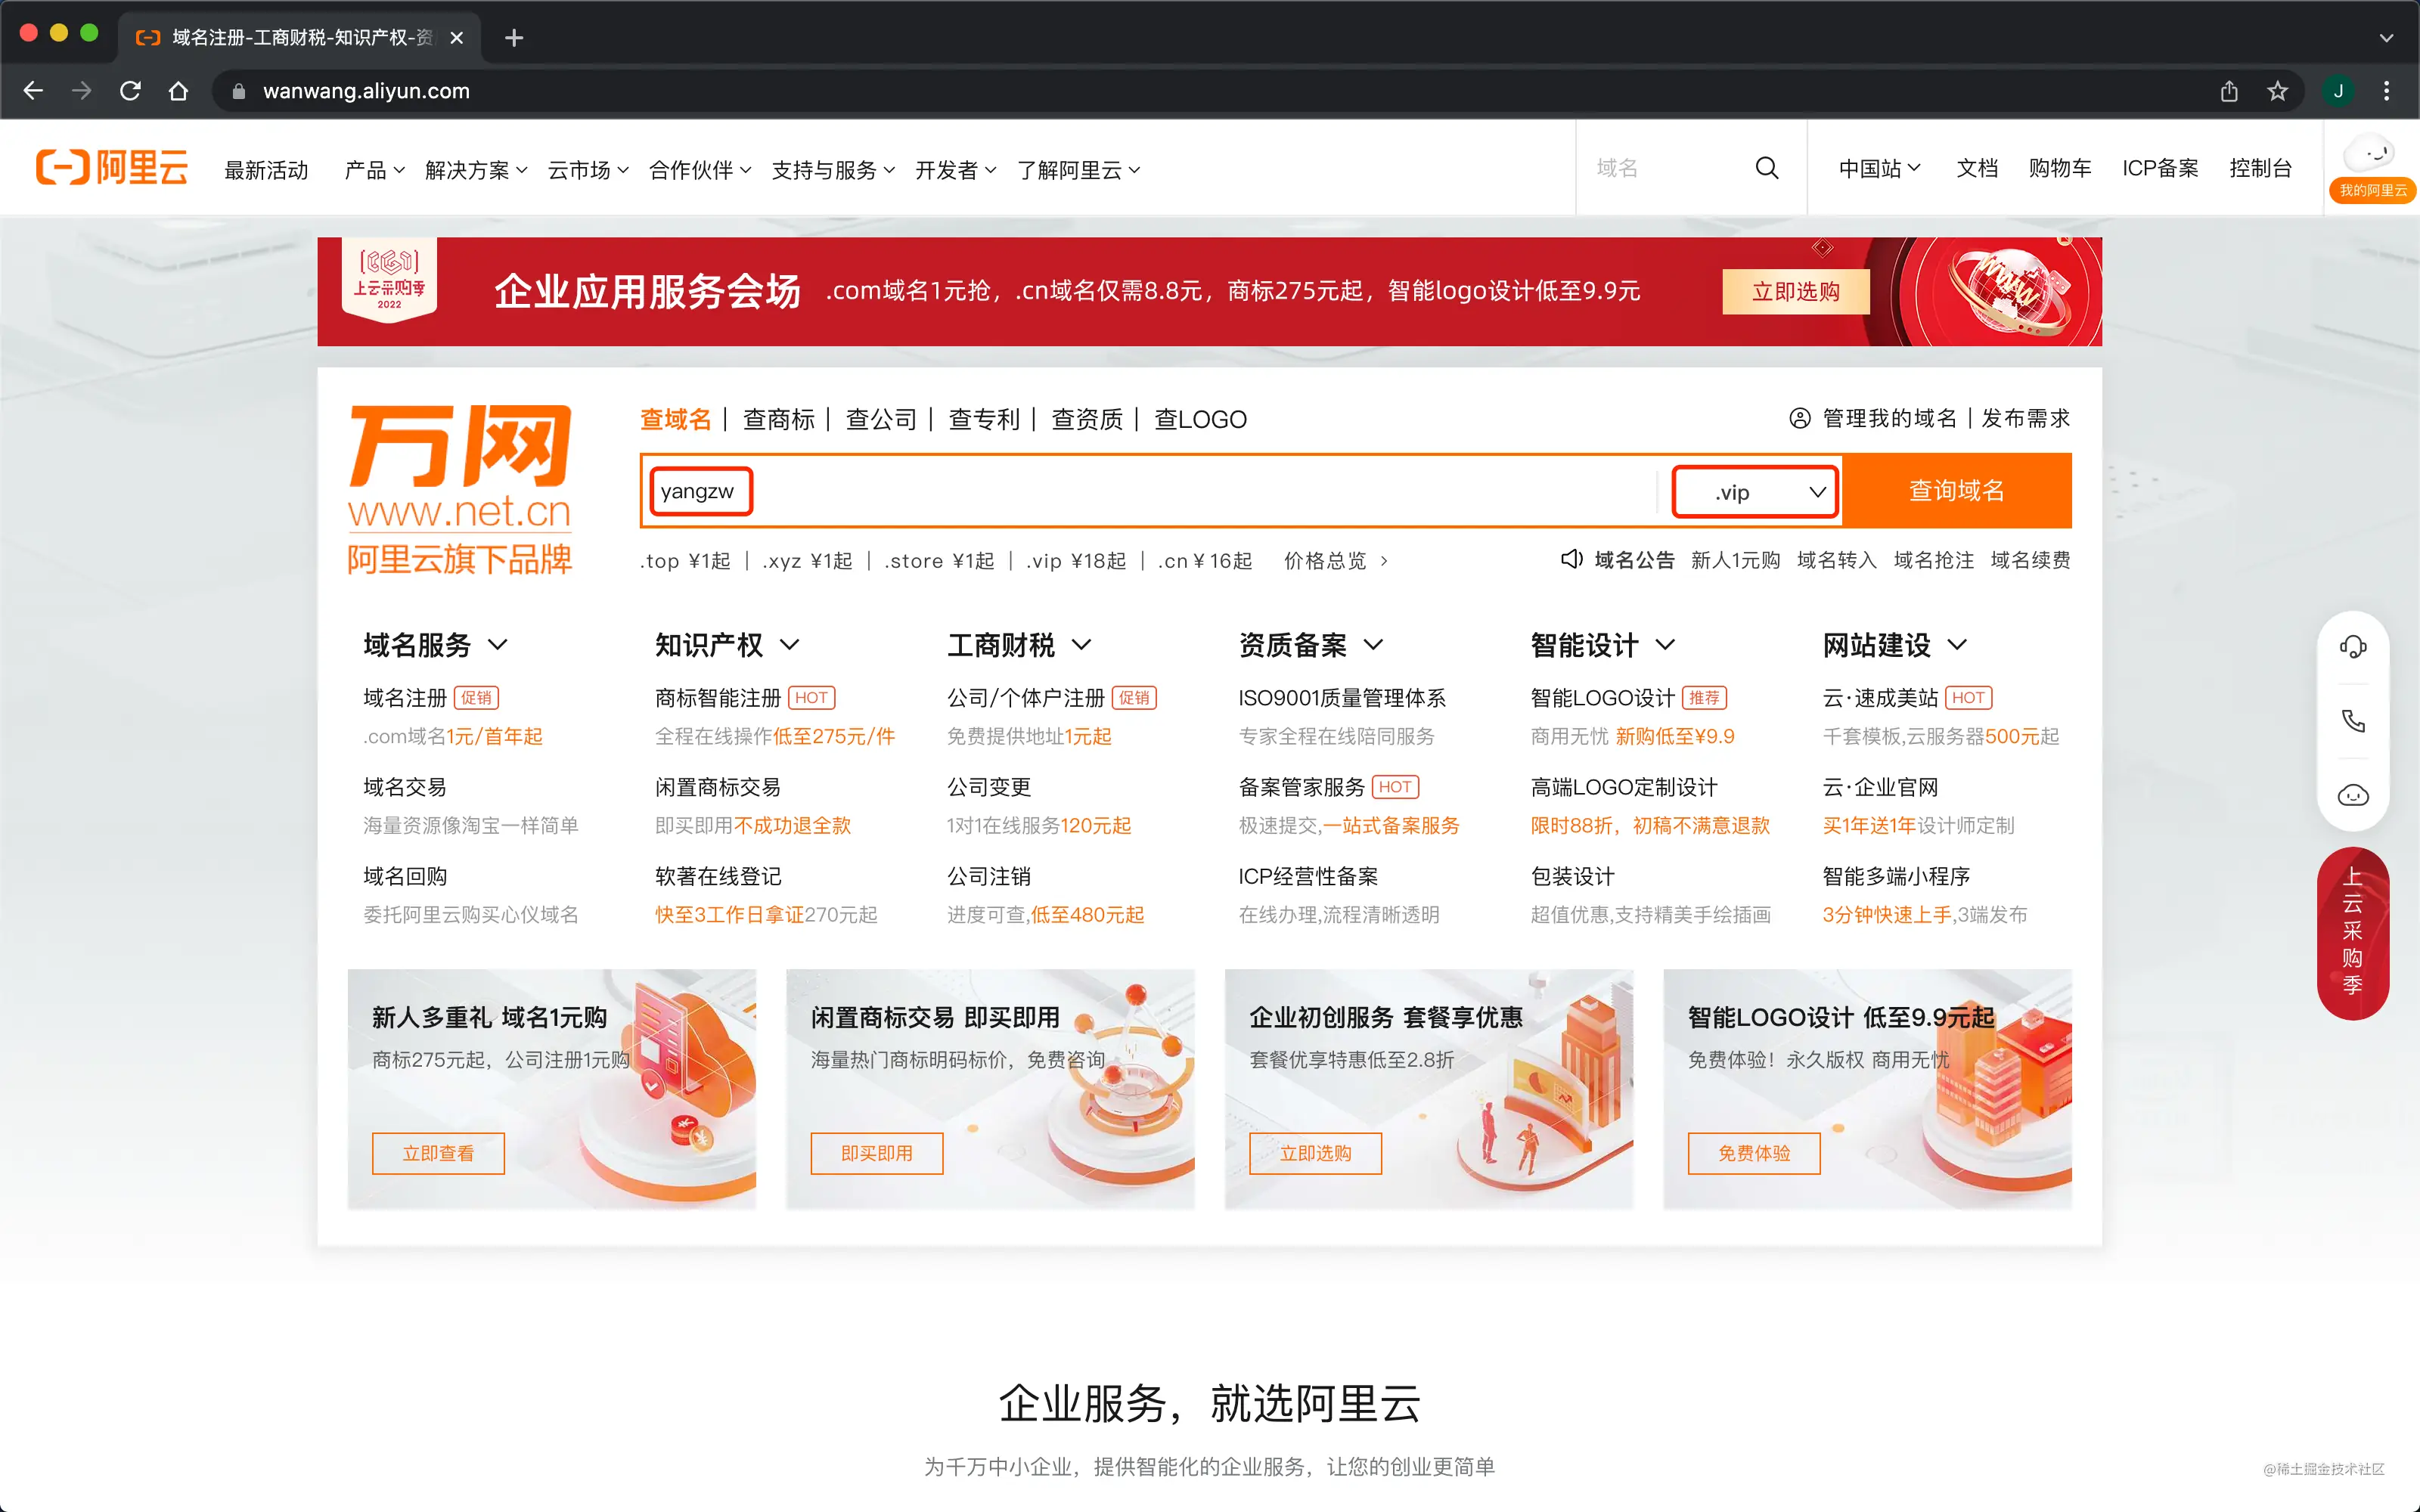 域名注册-工商财税-知识产权-资
wanwang.aliyun.com
J
阿里云 最新活动 产品 解决方案 云市场 合作伙伴 支持与服务 开发者 了解阿里云 域名 中国站 文档 购物车 ICP备案 控制台
我的阿里云
上云采购季
2022
企业应用服务会场 .com域名1元抢，.cn域名仅需8.8元，商标275元起，智能logo设计低至9.9元 立即选购
WWW
万网
www.net.cn
阿里云旗下品牌
查域名 | 查商标 | 查公司 | 查专利 | 查资质 | 查LOGO 管理我的域名 | 发布需求
yangzw .vip 查询域名
.top ¥1起 | .xyz ¥1起 | .store ¥1起 | .vip ¥18起 | .cn￥16起 价格总览 > 域名公告 新人1元购 域名转入 域名抢注 域名续费
域名服务 知识产权 工商财税 资质备案 智能设计 网站建设
域名注册 促销 商标智能注册 HOT 公司/个体户注册 促销 ISO9001质量管理体系 智能LOGO设计 推荐 云·速成美站 HOT
.com域名1元/首年起 全程在线操作低至275元/件 免费提供地址1元起 专家全程在线陪同服务 商用无忧 新购低至¥9.9 千套模板,云服务器500元起
域名交易 闲置商标交易 公司变更 备案管家服务 HOT 高端LOGO定制设计 云·企业官网
海量资源像淘宝一样简单 即买即用不成功退全款 1对1在线服务120元起 极速提交,一站式备案服务 限时88折，初稿不满意退款 买1年送1年设计师定制
域名回购 软著在线登记 公司注销 ICP经营性备案 包装设计 智能多端小程序
委托阿里云购买心仪域名 快至3工作日拿证270元起 进度可查,低至480元起 在线办理,流程清晰透明 超值优惠,支持精美手绘插画 3分钟快速上手,3端发布
上云采购季
新人多重礼 域名1元购 闲置商标交易 即买即用 企业初创服务 套餐享优惠 智能LOGO设计 低至9.9元起
商标275元起，公司注册1元购 海量热门商标明码标价，免费咨询 套餐优享特惠低至2.8折 免费体验！永久版权 商用无忧
立即查看 即买即用 立即选购 免费体验
企业服务，就选阿里云
为千万中小企业，提供智能化的企业服务，让您的创业更简单
@稀土掘金技术社区